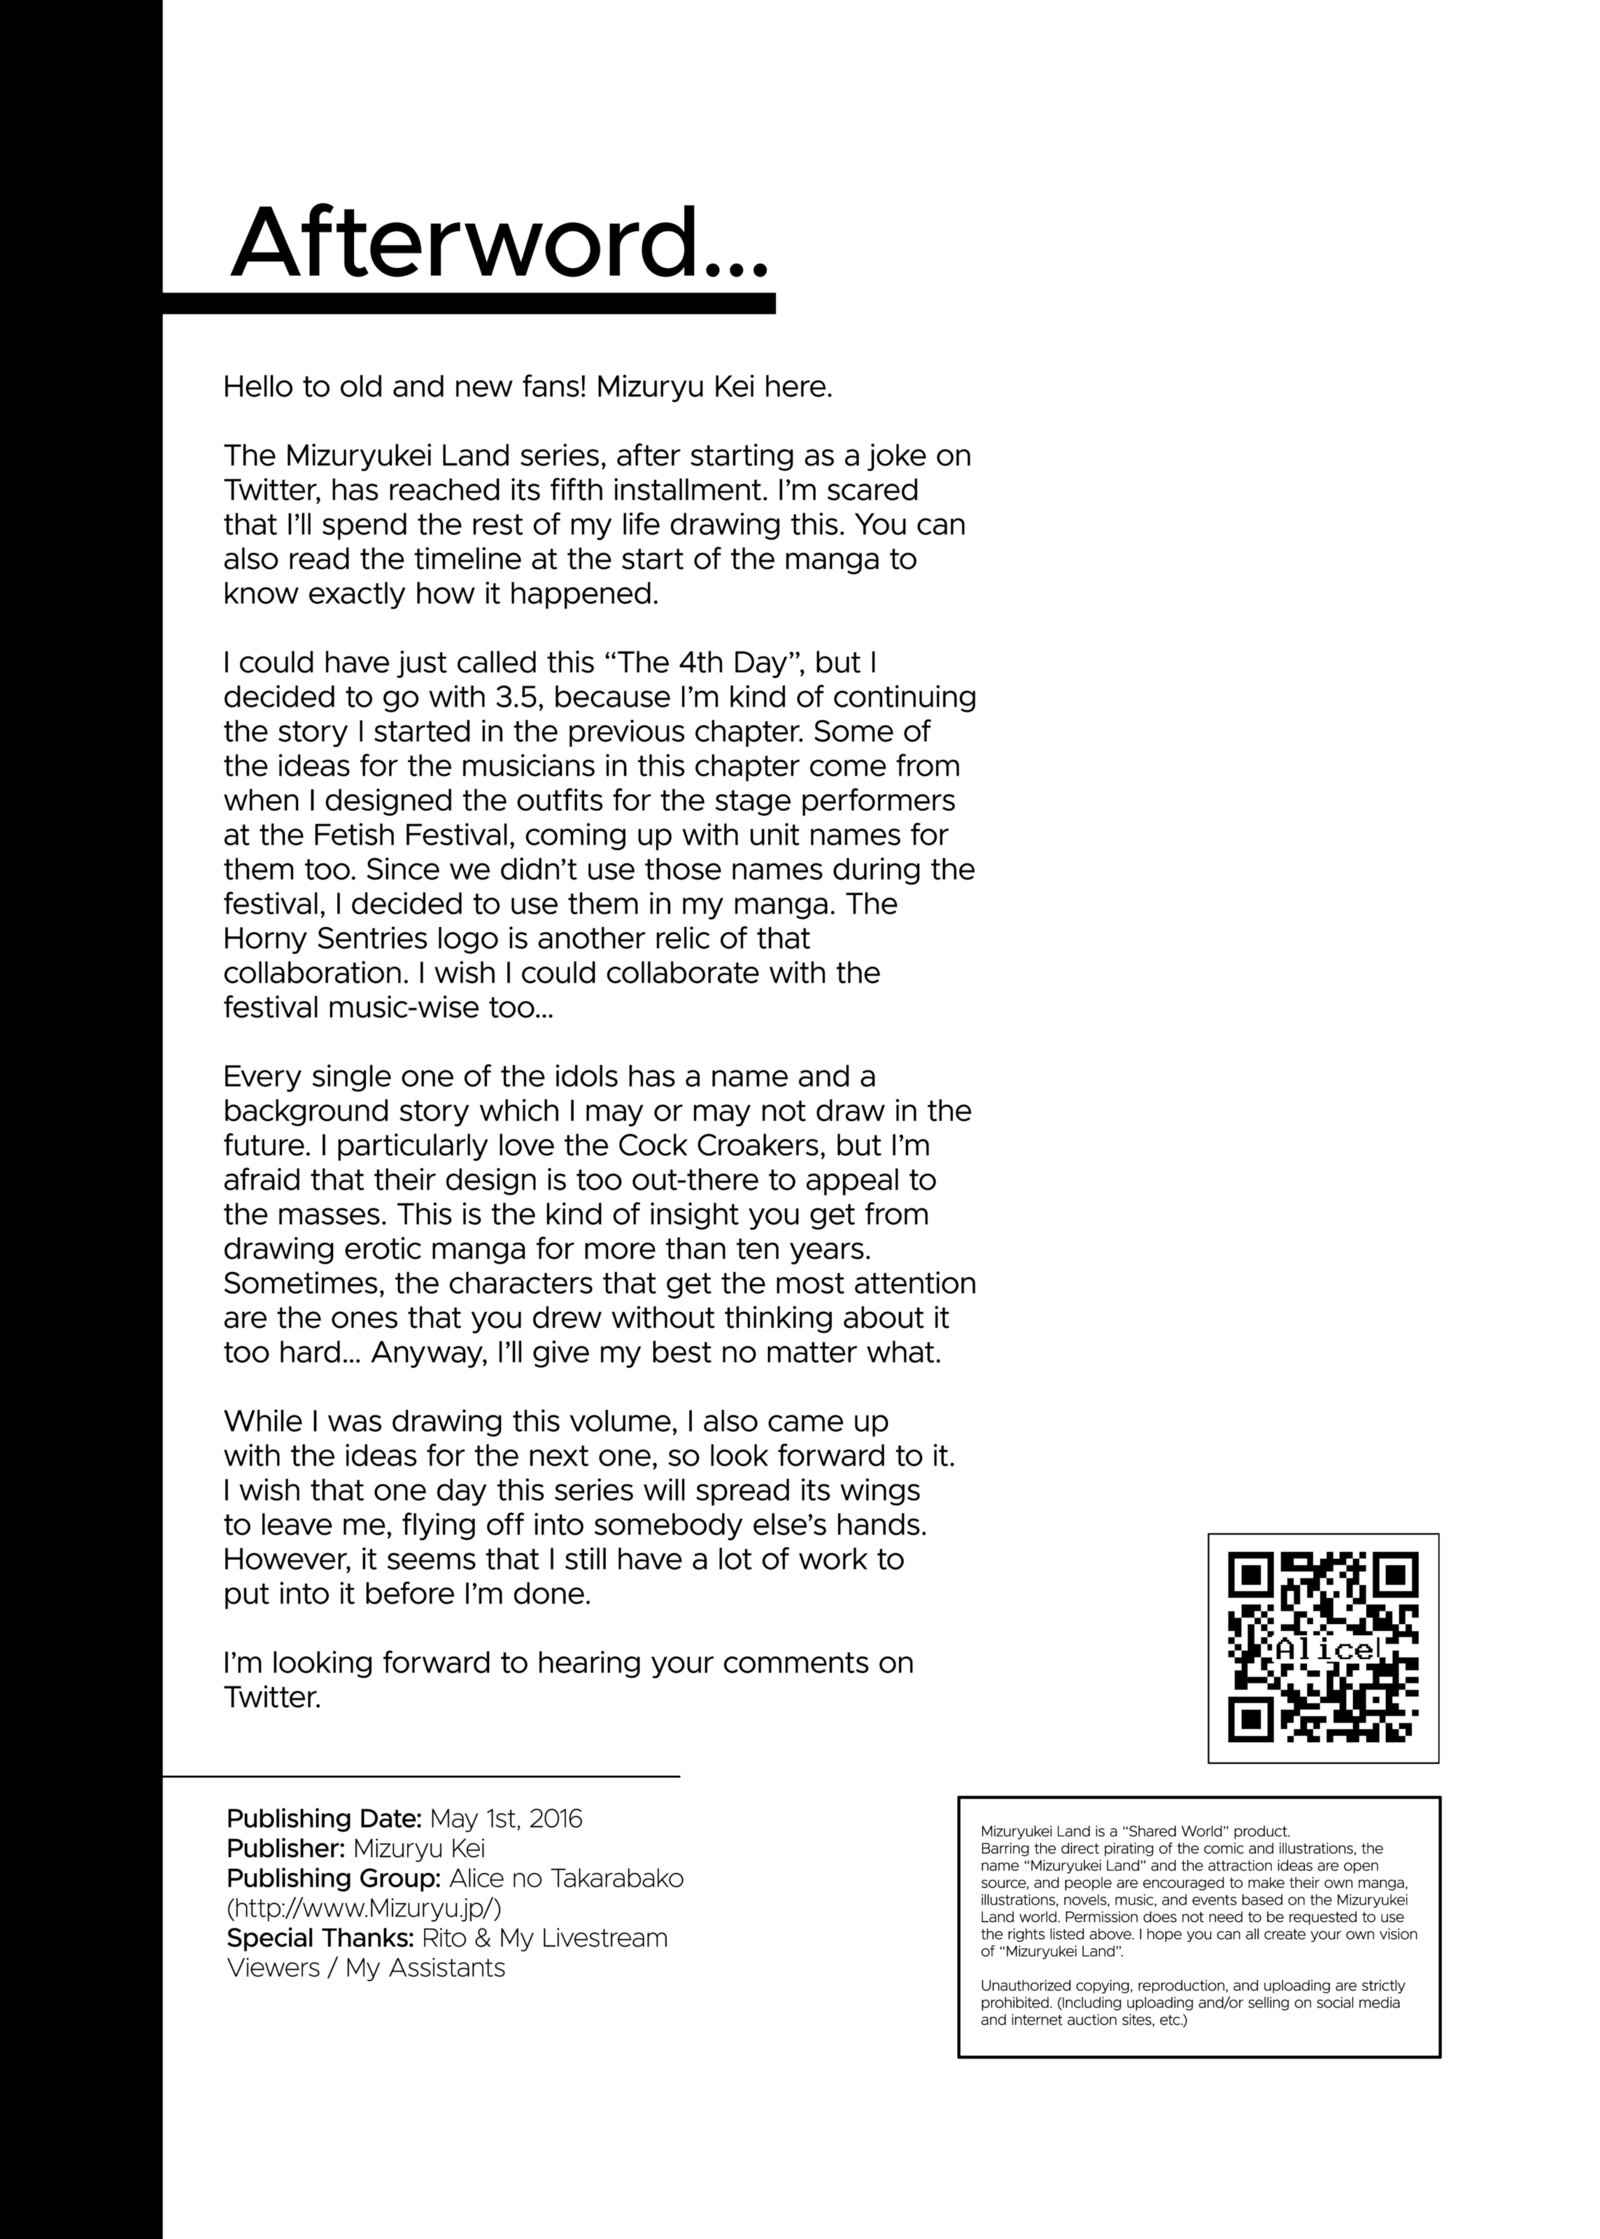 Afterword...
Hello to old and new fans! Mizuryu Kei here.
The Mizuryukei Land series, after starting as a joke on
Twitter, has reached its fifth installment. I'm scared
that I'll spend the rest of my life drawing this. You can
also read the timeline at the start of the manga to
know exactly how it happened.
I could have just called this “The 4th Day”, but I
decided to go with 3.5, because I'm kind of continuing
the story I started in the previous chapter. Some of
the ideas for the musicians in this chapter come from
when I designed the outfits for the stage performers
at the Fetish Festival, coming up with unit names for
them too. Since we didn't use those names during the
festival, I decided to use them in my manga. The
Horny Sentries logo is another relic of that
collaboration. I wish I could collaborate with the
festival music-wise too...
Every single one of the idols has a name and a
background story which I may or may not draw in the
future. I particularly love the Cock Croakers, but I'm
afraid that their design is too out-there to appeal to
the masses. This is the kind of insight you get from
drawing erotic manga for more than ten years.
Sometimes, the characters that get the most attention
are the ones that you drew without thinking about it
too hard... Anyway, I'll give my best no matter what.
While I was drawing this volume, I also came up
with the ideas for the next one, so look forward to it.
I wish that one day this series will spread its wings
to leave me, flying off into somebody else's hands.
However, it seems that I still have a lot of work to
put into it before I'm done.
I'm looking forward to hearing your comments on
Twitter.
Alice
Publishing Date: May 1st, 2016
Publisher: Mizuryu Kei
Publishing Group: Alice no Takarabako
(http://www.Mizuryu.jp/)
Special Thanks: Rito & My Livestream
Viewers / My Assistants
Mizuryukei Land is a “Shared World” product.
Barring the direct pirating of the comic and illustrations, the
name “Mizuryukei Land” and the attraction ideas are open
source, and people are encouraged to make their own manga,
illustrations, novels, music, and events based on the Mizuryukei
Land world. Permission does not need to be requested to use
the rights listed above. I hope you can all create your own vision
of “Mizuryukei Land”.
Unauthorized copying, reproduction, and uploading are strictly
prohibited. (Including uploading and/or selling on social media
and internet auction sites, etc.)